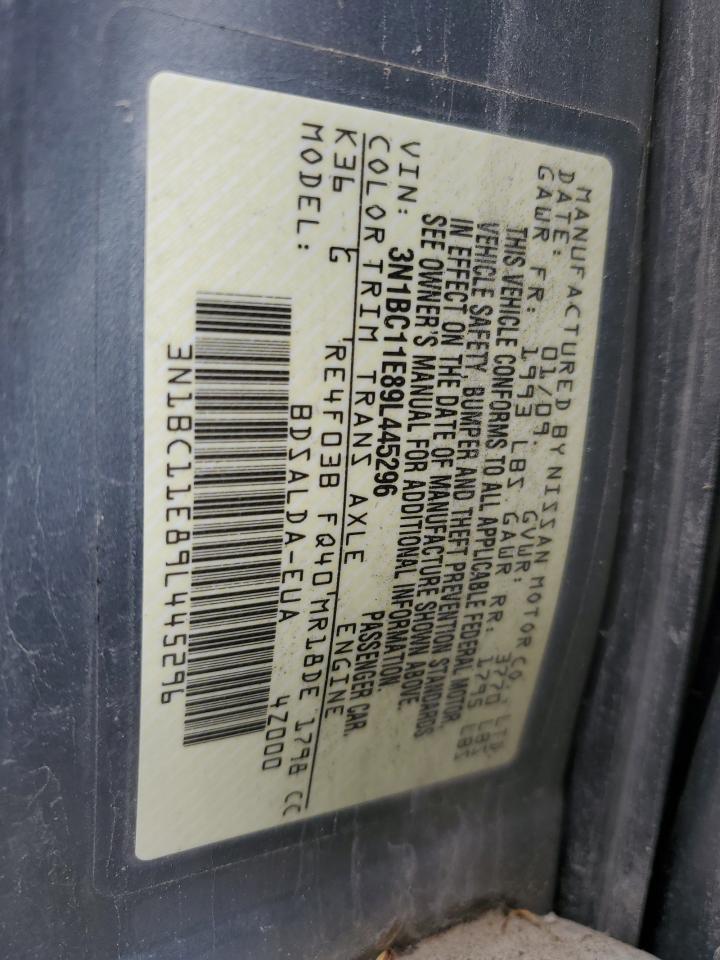 MANUFACTURED BY NISSAN MOTOR CO.
DATE: 01/09. GVWR: LBS
GAWR FR: 1993 LBS GAWR RR: 1795 LBS
THIS VEHICLE CONFORMS TO ALL APPLICABLE FEDERAL MOTOR
VEHICLE SAFETY, BUMPER AND THEFT PREVENTION STANDARDS
IN EFFECT ON THE DATE OF MANUFACTURE SHOWN ABOVE.
SEE OWNER'S MANUAL FOR ADDITIONAL INFORMATION.
VIN: 3N1BC11E89L445296 PASSENGER CAR.
COLOR TRIM TRANS AXLE ENGINE
K36 G RE4F03B FQ40 MR18DE 1798 CC
MODEL: BDSALDA-EUA 4Z000
3N1BC11E89L445296